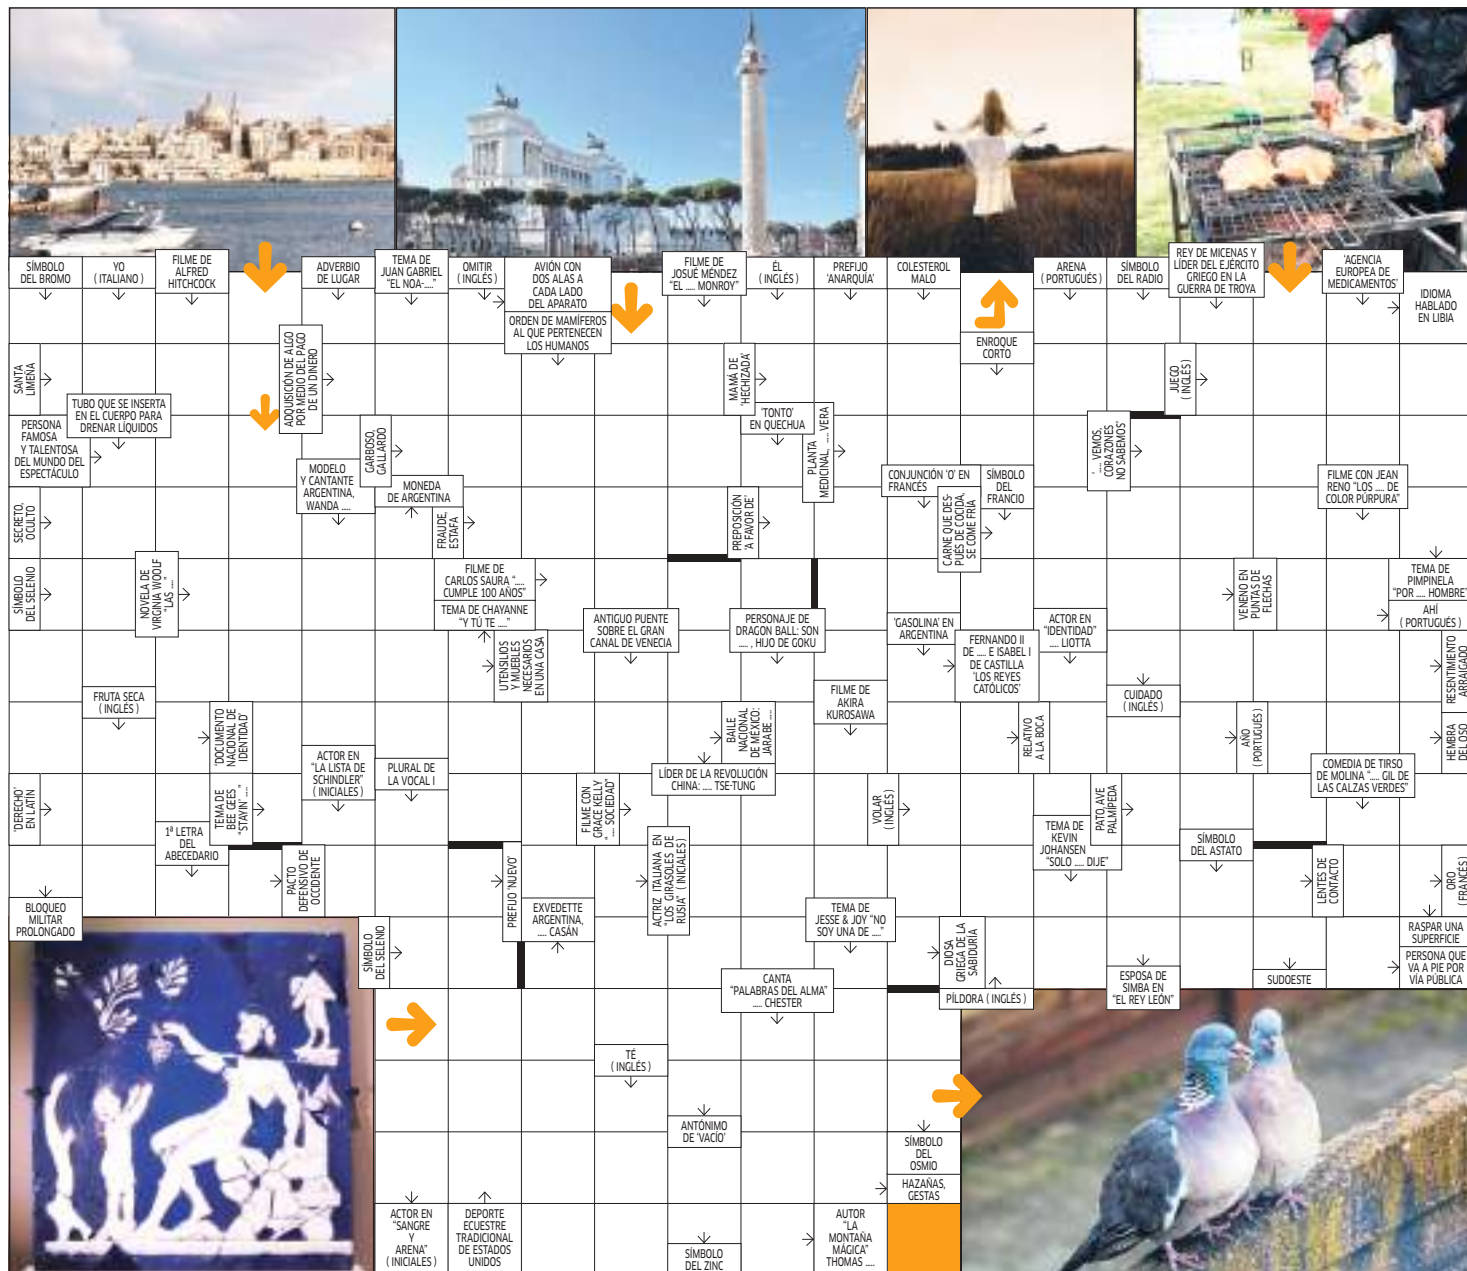 SÍMBOLO
DEL BROMO
YO
( ITALIANO )
FILME DE
ALFRED
HITCHCOCK
ADVERBIO
DE LUGAR
TEMA DE
JUAN GABRIEL
“EL NOA-....”
OMITIR
( INGLÉS )
AVIÓN CON
DOS ALAS A
CADA LADO
DEL APARATO
ORDEN DE MAMÍFEROS
AL QUE PERTENECEN
LOS HUMANOS
FILME DE
JOSUÉ MÉNDEZ
“EL ..... MONROY”
ÉL
( INGLÉS )
PREFIJO
‘ANARQUÍA’
COLESTEROL
MALO
ENROQUE
CORTO
ARENA
( PORTUGUÉS )
SÍMBOLO
DEL RADIO
REY DE MICENAS Y
LÍDER DEL EJÉRCITO
GRIEGO EN LA
GUERRA DE TROYA
‘AGENCIA
EUROPEA DE
MEDICAMENTOS’
IDIOMA
HABLADO
EN LIBIA
SANTA
LIMEÑA
ADQUISICIÓN DE ALGO
POR MEDIO DEL PAGO
DE UN DINERO
MAMÁ DE
‘HECHIZADA’
JUEGO
( INGLÉS )
TUBO QUE SE INSERTA
EN EL CUERPO PARA
DRENAR LÍQUIDOS
PERSONA
FAMOSA
Y TALENTOSA
DEL MUNDO DEL
ESPECTÁCULO
GARBOSO,
GALLARDO
‘TONTO’
EN QUECHUA
PLANTA
MEDICINAL, .... VERA
‘.... VEMOS,
CORAZONES
NO SABEMOS’
MODELO
Y CANTANTE
ARGENTINA,
WANDA ....
MONEDA
DE ARGENTINA
CONJUNCIÓN ‘O’ EN
FRANCÉS
SÍMBOLO
DEL
FRANCIO
FILME CON JEAN
RENO “LOS ..... DE
COLOR PÚRPURA”
SECRETO,
OCULTO
FRAUDE,
ESTAFA
PREPOSICIÓN
‘A FAVOR DE’
CARNE QUE DES-
PUÉS DE COCIDA,
SE COME FRÍA
SÍMBOLO
DEL SELENIO
NOVELA DE
VIRGINIA WOOLF
“LAS ....”
FILME DE
CARLOS SAURA “.....
CUMPLE 100 AÑOS”
TEMA DE CHAYANNE
“Y TÚ TE .....”
VENENO EN
PUNTAS DE
FLECHAS
TEMA DE
PIMPINELA
“POR .... HOMBRE”
AHÍ
( PORTUGUÉS )
ANTIGUO PUENTE
SOBRE EL GRAN
CANAL DE VENECIA
PERSONAJE DE
DRAGON BALL: SON
..... , HIJO DE GOKU
‘GASOLINA’ EN
ARGENTINA
ACTOR EN
“IDENTIDAD”
.... LIOTTA
UTENSILIOS
Y MUEBLES
NECESARIOS
EN UNA CASA
FERNANDO II
DE ..... E ISABEL I
DE CASTILLA
‘LOS REYES
CATÓLICOS’
RESENTIMIENTO
ARRAIGADO
FRUTA SECA
( INGLÉS )
FILME DE
AKIRA
KUROSAWA
CUIDADO
( INGLÉS )
‘DOCUMENTO
NACIONAL DE
IDENTIDAD’
BAILE
NACIONAL
DE MÉXICO:
JARABE .....
RELATIVO
A LA BOCA
AÑO
( PORTUGUÉS )
HEMBRA
DEL OSO
ACTOR EN
“LA LISTA DE
SCHINDLER”
( INICIALES )
PLURAL DE
LA VOCAL I
LÍDER DE LA REVOLUCIÓN
CHINA: ..... TSE-TUNG
COMEDIA DE TIRSO
DE MOLINA “..... GIL DE
LAS CALZAS VERDES”
‘DERECHO’
EN LATÍN
TEMA DE
BEE GEES
“STAYIN’ ....”
FILME CON
GRACE KELLY
“.... SOCIEDAD”
VOLAR
( INGLÉS )
PATO, AVE
PALMÍPEDA
1ª LETRA
DEL
ABECEDARIO
TEMA DE
KEVIN
JOHANSEN
“SOLO ..... DIJE”
SÍMBOLO
DEL ASTATO
PACTO
DEFENSIVO DE
OCCIDENTE
PREFIJO ‘NUEVO’
ACTRIZ ITALIANA EN
“LOS GIRASOLES DE
RUSIA” ( INICIALES )
LENTES DE
CONTACTO
ORO
( FRANCÉS )
BLOQUEO
MILITAR
PROLONGADO
EXVEDETTE
ARGENTINA,
..... CASÁN
TEMA DE
JESSE & JOY “NO
SOY UNA DE .....”
SÍMBOLO
DEL SELENIO
DIOSA
GRIEGA DE LA
SABIDURÍA
RASPAR UNA
SUPERFICIE
PERSONA QUE
VA A PIE POR
VÍA PÚBLICA
CANTA
“PALABRAS DEL ALMA”
..... CHESTER
PÍLDORA ( INGLÉS )
ESPOSA DE
SIMBA EN
“EL REY LEÓN”
SUDOESTE
TÉ
( INGLÉS )
ANTÓNIMO
DE ‘VACÍO’
SÍMBOLO
DEL
OSMIO
HAZAÑAS,
GESTAS
ACTOR EN
“SANGRE
Y
ARENA”
( INICIALES )
DEPORTE
ECUESTRE
TRADICIONAL
DE ESTADOS
UNIDOS
SÍMBOLO
DEL ZINC
AUTOR
“LA
MONTAÑA
MÁGICA”
THOMAS ....